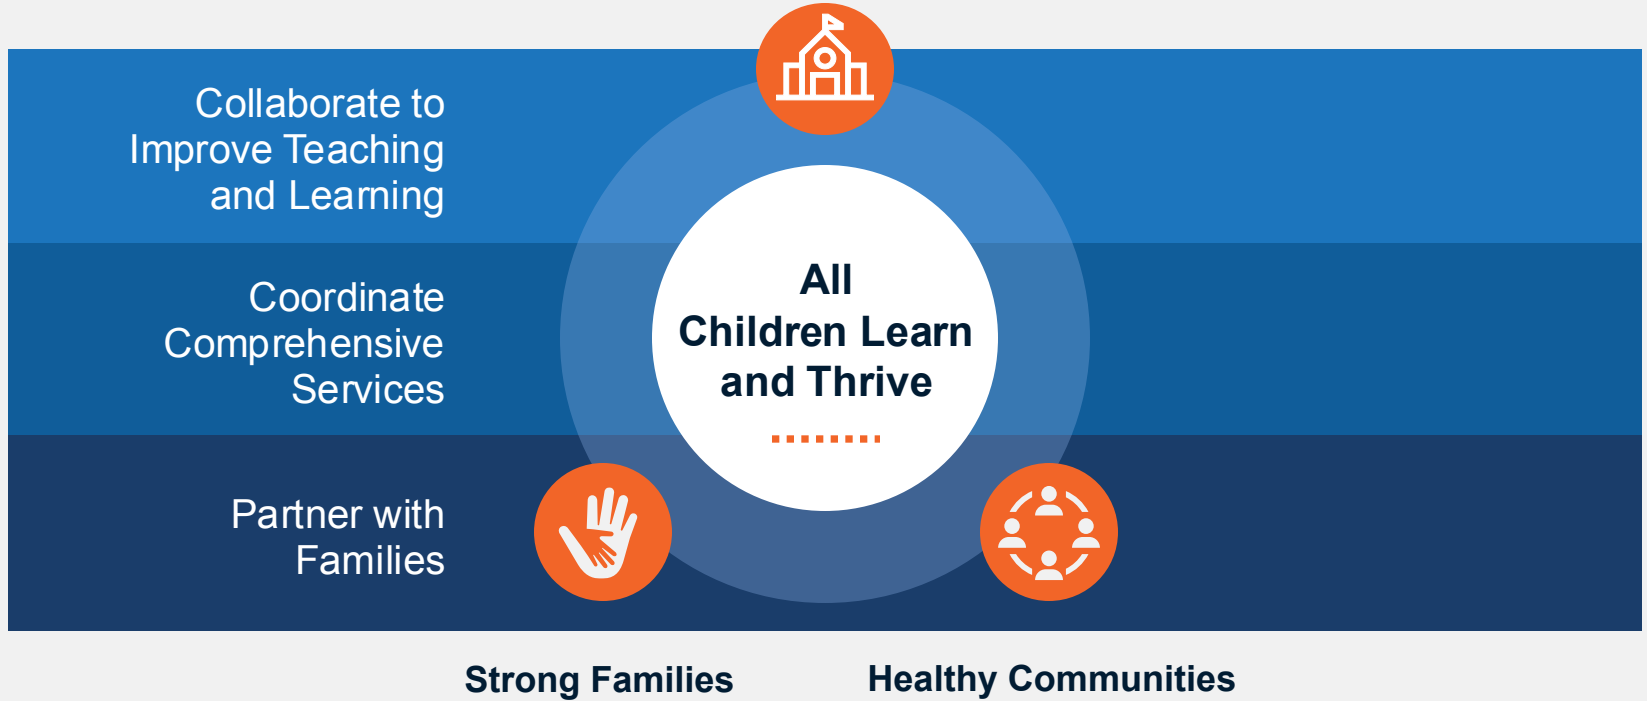 Collaborate to
Improve Teaching
and Learning
Coordinate
Comprehensive
Services
Partner with
Families
All
Children Learn
and Thrive
Strong Families
Healthy Communities